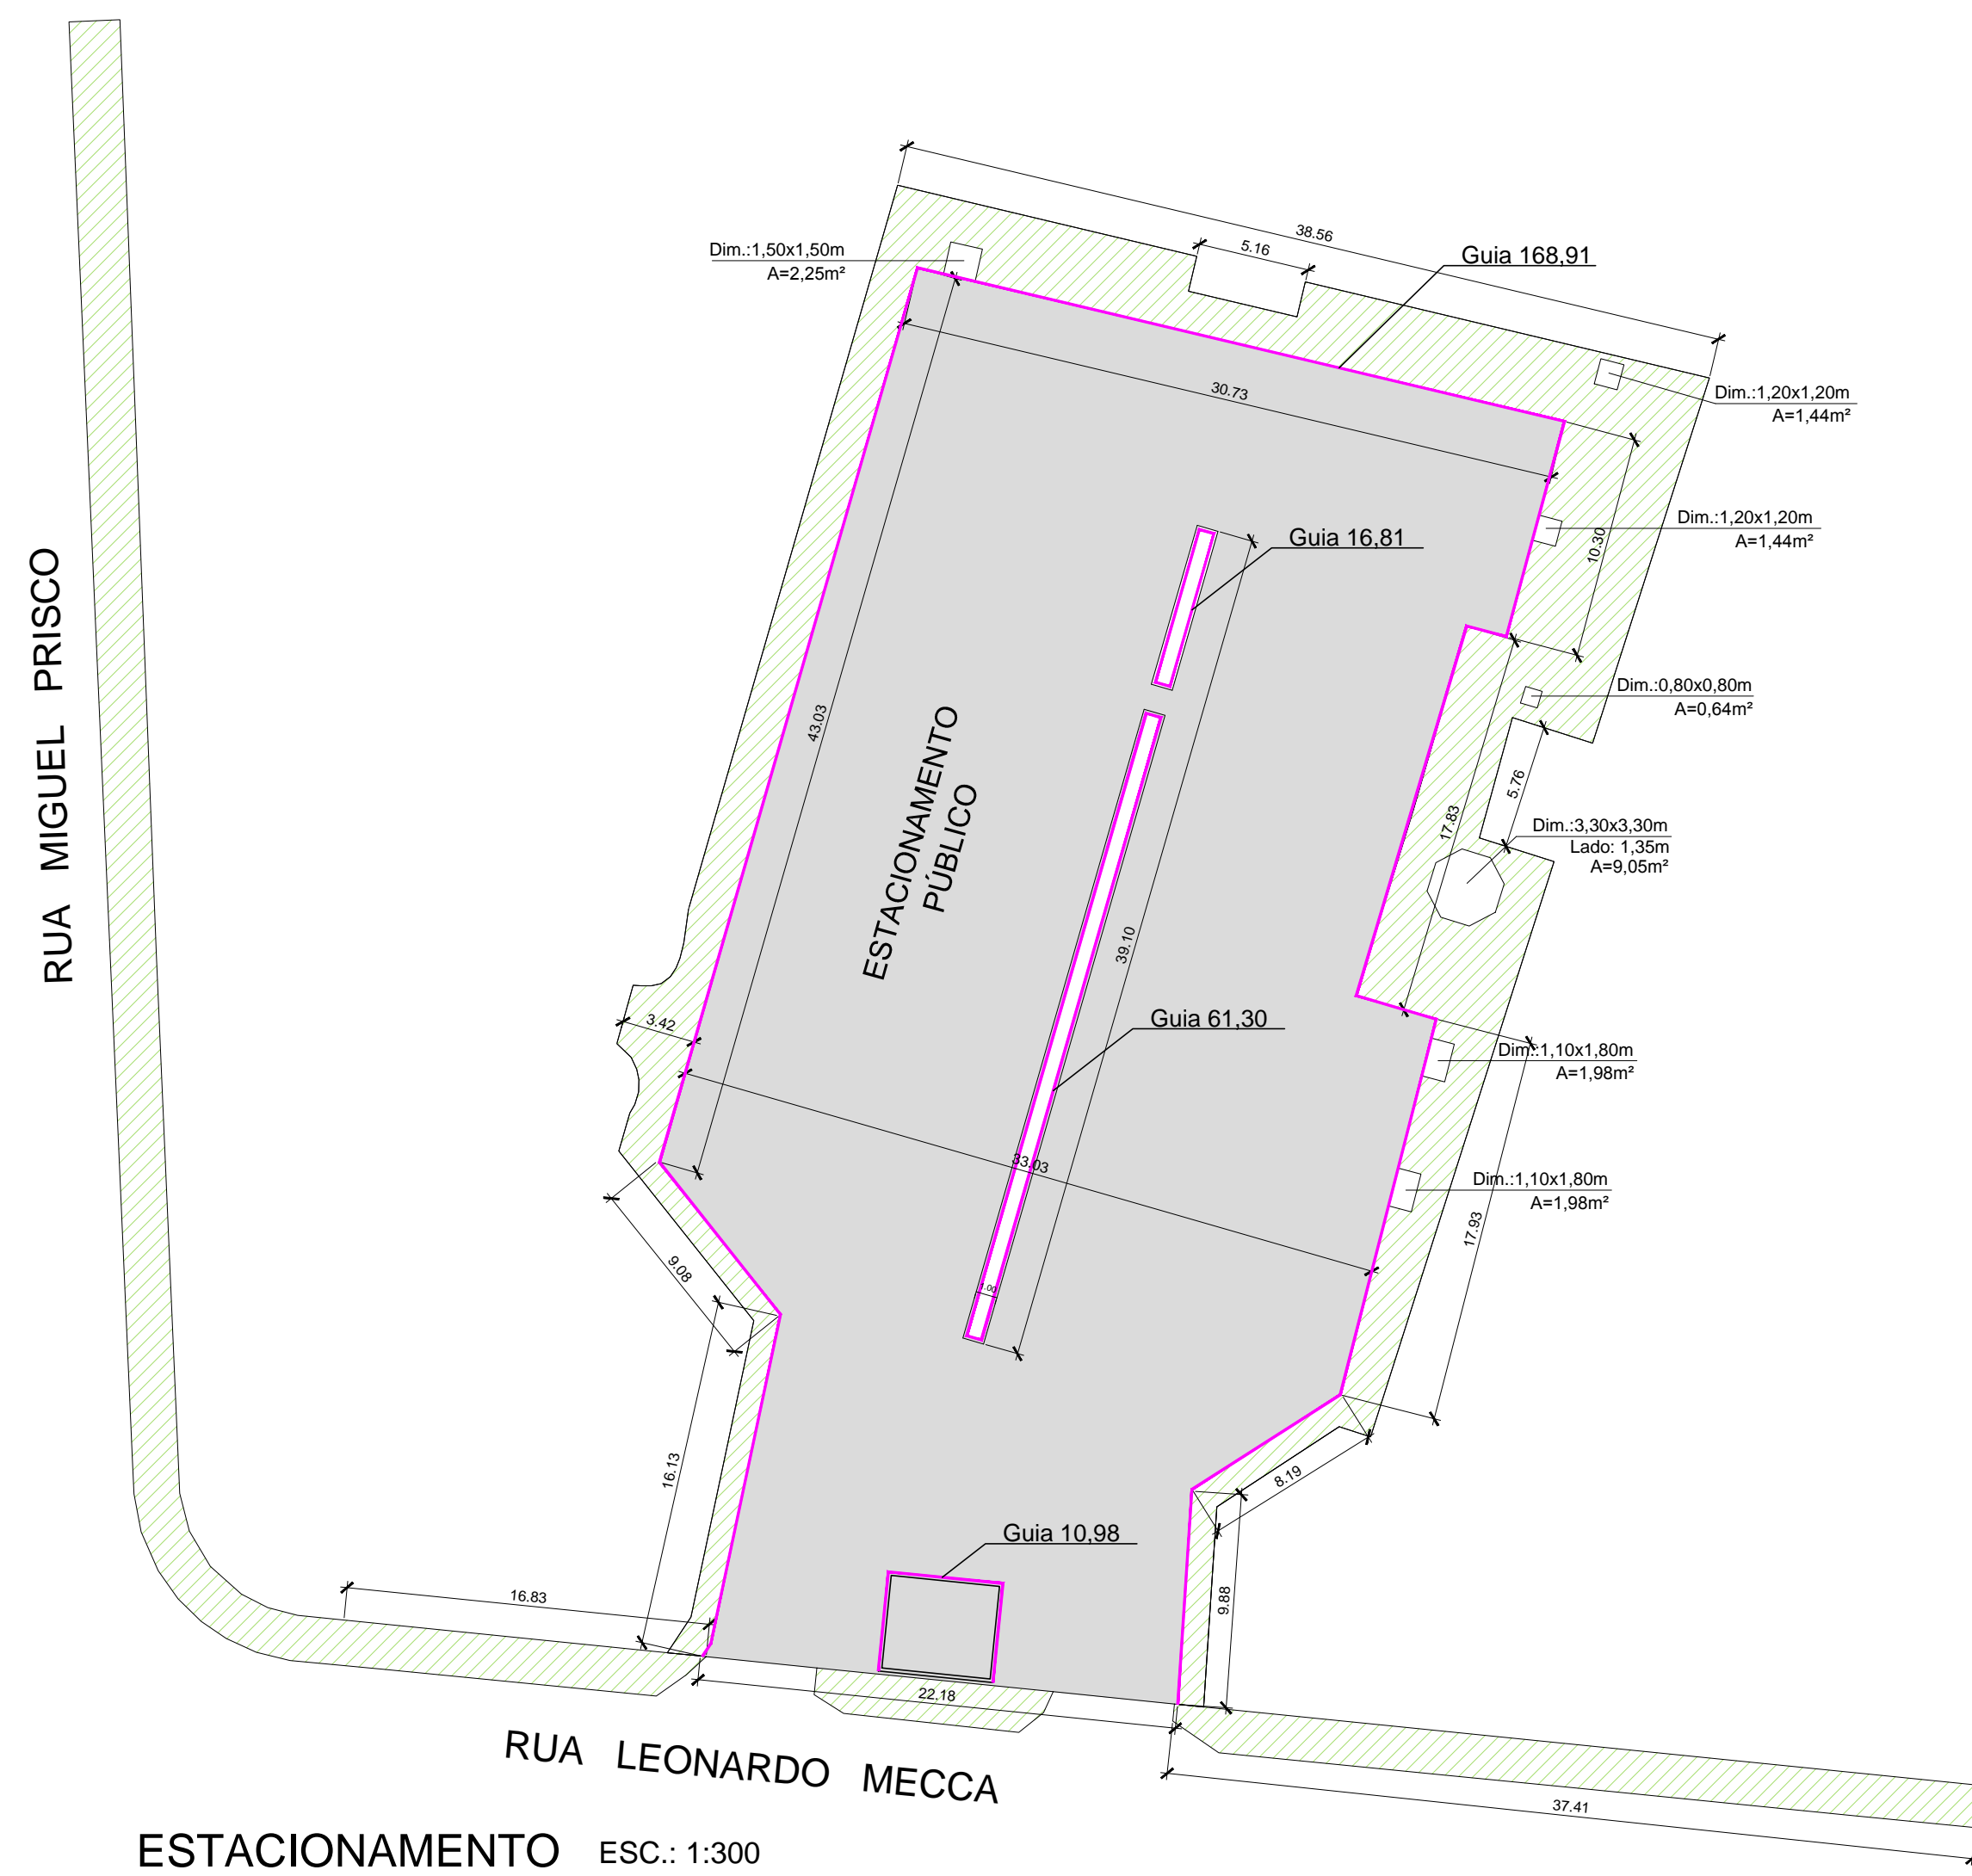 38.56
5.16
Guia 168,91
Dim.:1,50x1,50m
A=2,25m²
30.73
Dim.:1,20x1,20m
A=1,44m²
Dim.:1,20x1,20m
A=1,44m²
10.30
Guia 16,81
RUA MIGUEL PRISCO
43.03
ESTACIONAMENTO
PÚBLICO
Dim.:0,80x0,80m
A=0,64m²
5.76
17.83
Dim.:3,30x3,30m
Lado: 1,35m
A=9,05m²
39.10
3.42
Guia 61,30
Dim.:1,10x1,80m
A=1,98m²
33.03
Dim.:1,10x1,80m
A=1,98m²
17.93
9.08
1.00
16.13
8.19
Guia 10,98
9.88
16.83
22.18
RUA LEONARDO MECCA
37.41
ESTACIONAMENTO ESC.: 1:300